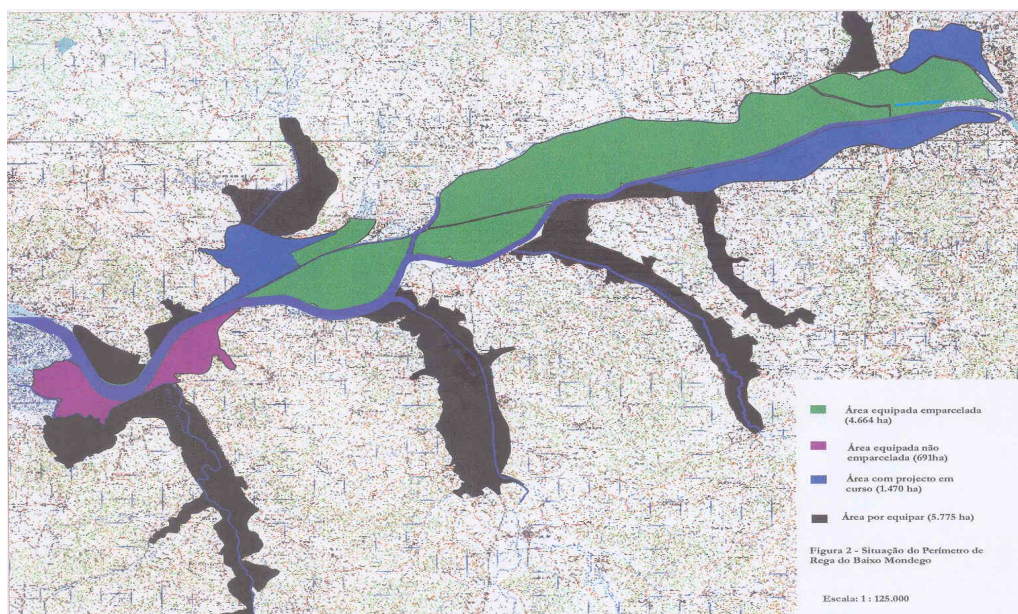 Área equipada emparcelada
(4.664 ha)
Área equipada não
emparcelada (691ha)
Área com projecto em
curso (1.470 ha)
Área por equipar (5.775 ha)
Figura 2 - Situação do Perímetro de
Rega do Baixo Mondego
Escala: 1 : 125.000